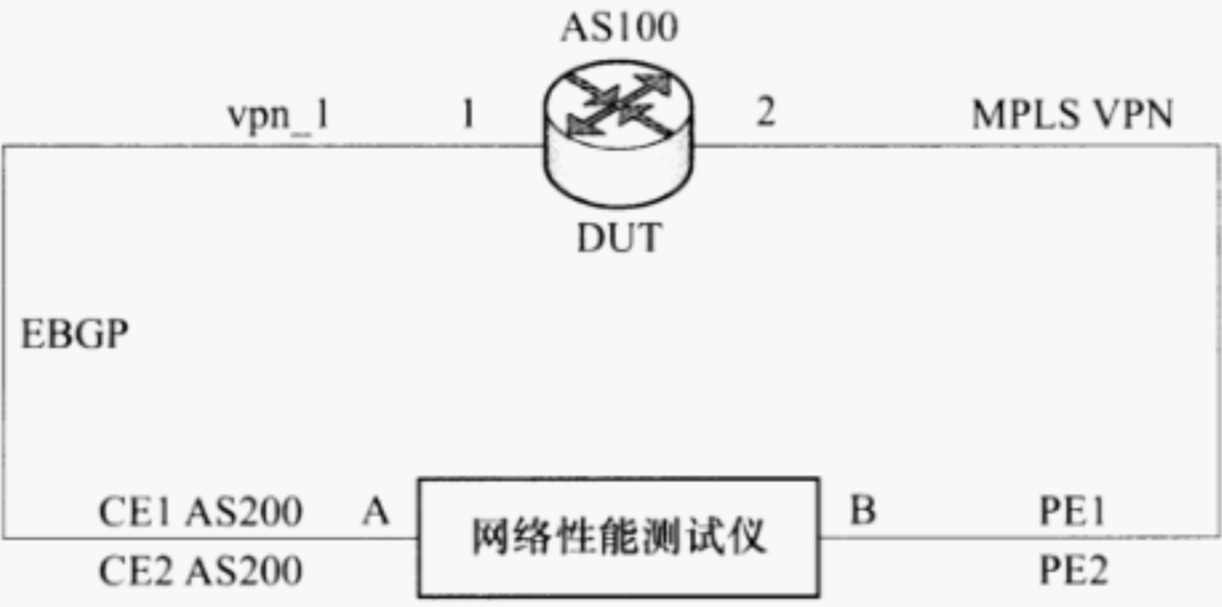 AS100
vpn_1 1 2 MPLS VPN
DUT
EBGP
CE1 AS200 A 网络性能测试仪 B PE1
CE2 AS200 PE2